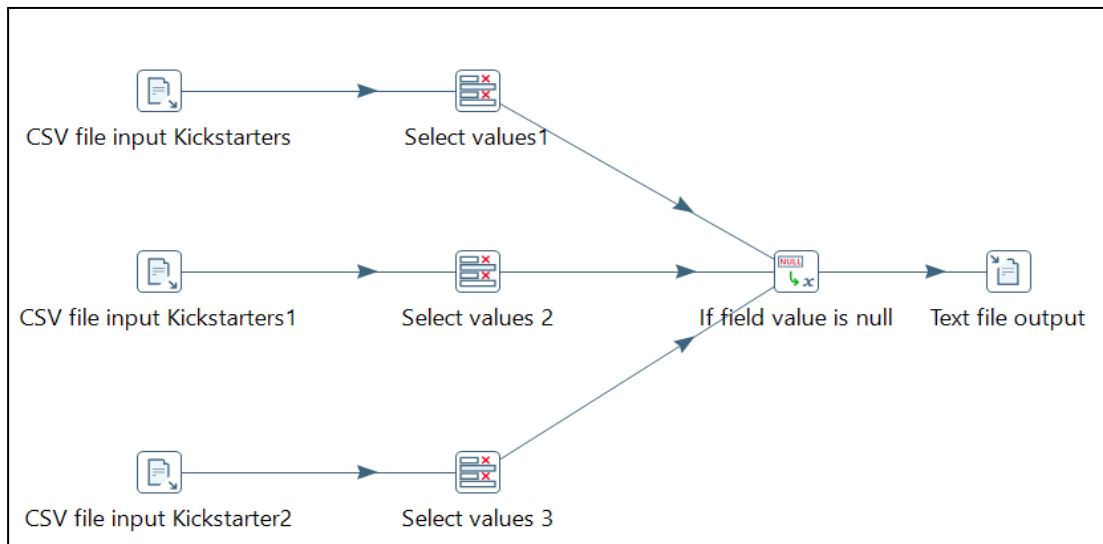 CSV file input Kickstarters
Select values1
CSV file input Kickstarters1
Select values 2
NULL
x
If field value is null
Text file output
CSV file input Kickstarter2
Select values 3